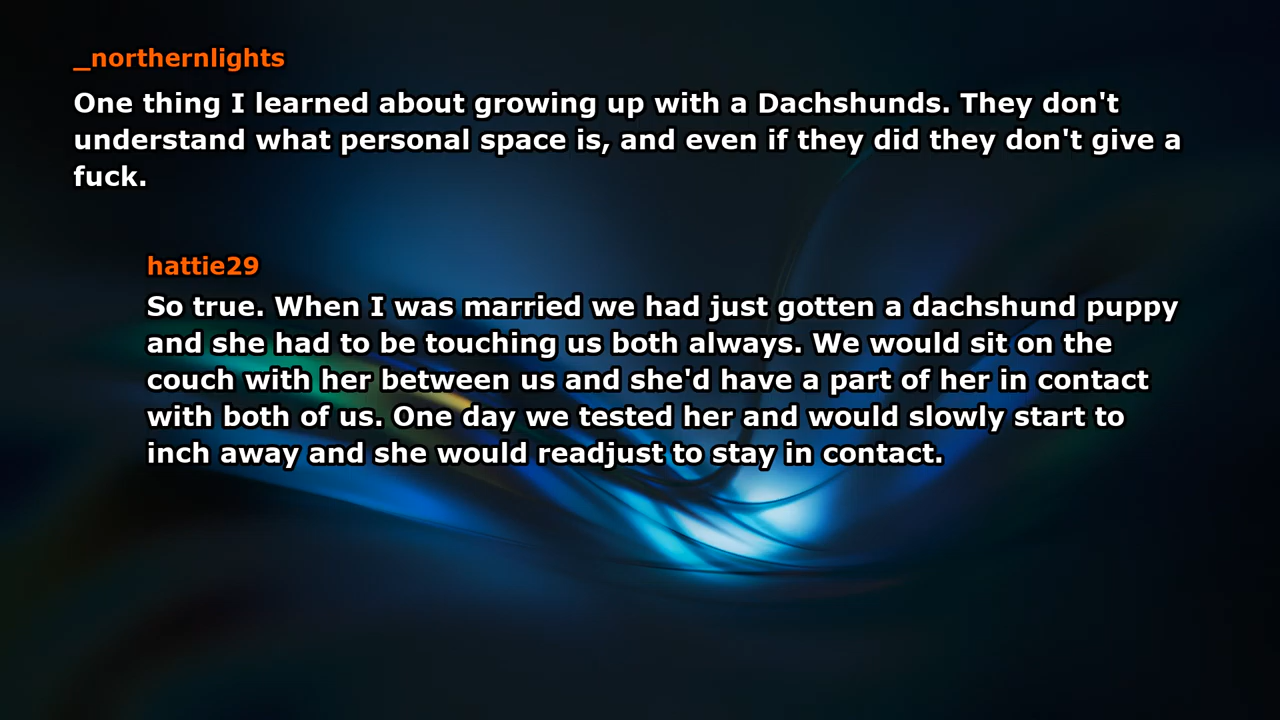 _northernlights
One thing I learned about growing up with a Dachshunds. They don't
understand what personal space is, and even if they did they don't give a
fuck.
hattie29
So true. When I was married we had just gotten a dachshund puppy
and she had to be touching us both always. We would sit on the
couch with her between us and she'd have a part of her in contact
with both of us. One day we tested her and would slowly start to
inch away and she would readjust to stay in contact.